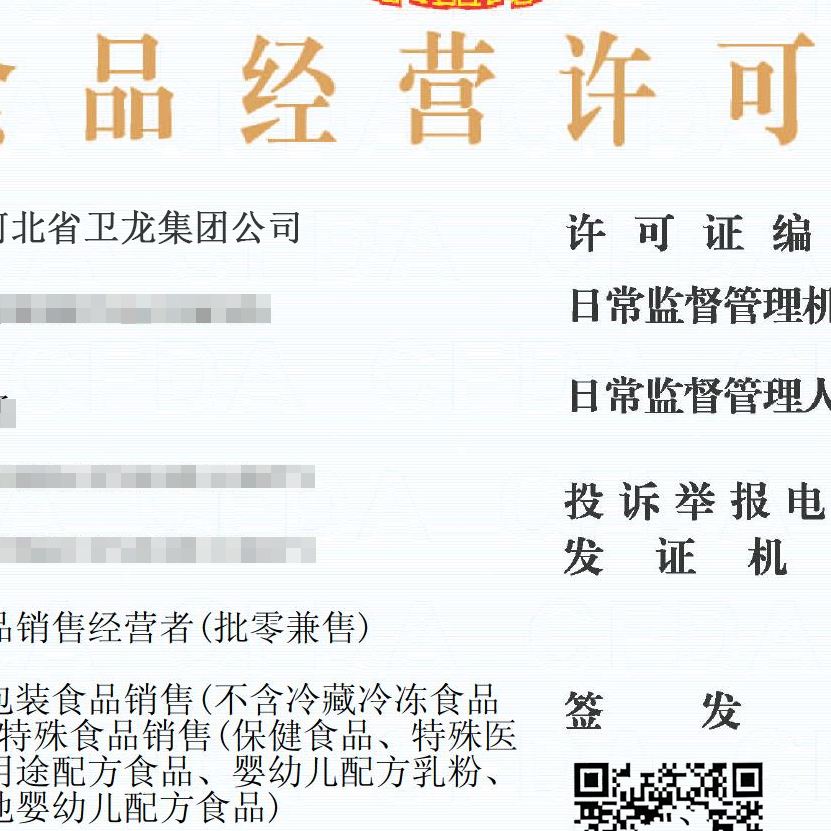 食品经营许可
河北省卫龙集团公司
许可证编
日常监督管理机
日常监督管理人
投诉举报电
发证机
品销售经营者(批零兼售)
包装食品销售(不含冷藏冷冻食品
特殊食品销售(保健食品、特殊医
用途配方食品、婴幼儿配方乳粉、
他婴幼儿配方食品)
签发